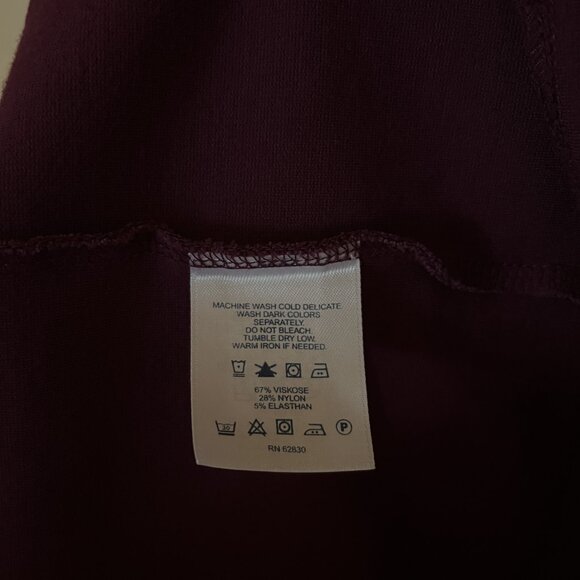 MACHINE WASH COLD DELICATE.
WASH DARK COLORS
SEPARATELY.
DO NOT BLEACH.
TUMBLE DRY LOW.
WARM IRON IF NEEDED.
67% VISKOSE
28% NYLON
5% ELASTHAN
30
P
RN 62830